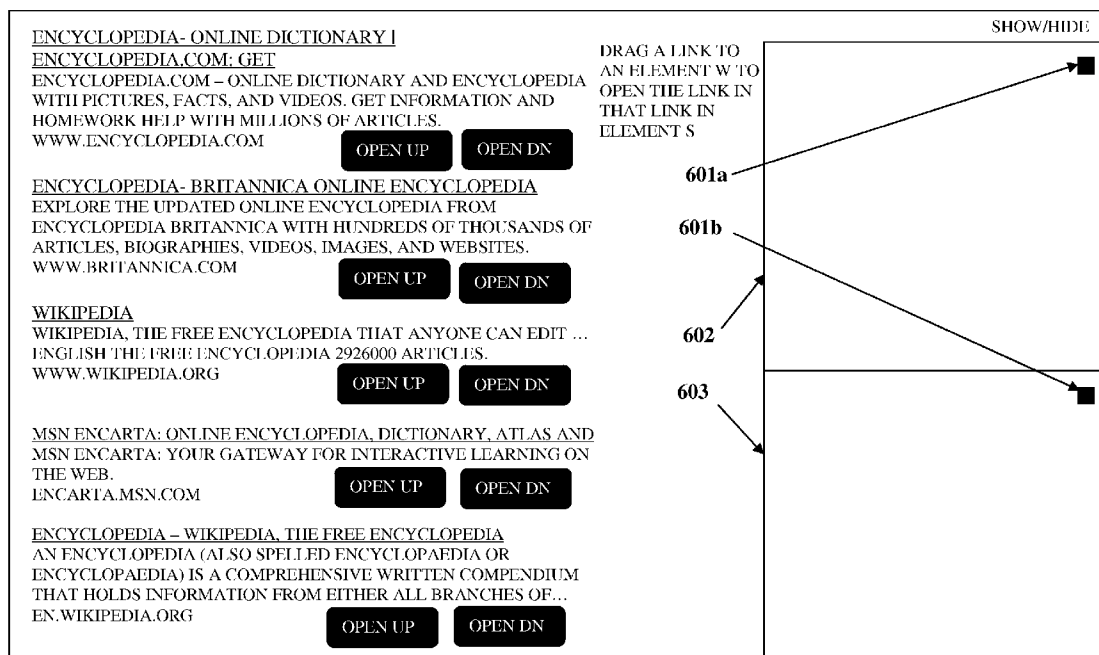 SHOW/HIDE
ENCYCLOPEDIA- ONLINE DICTIONARY |
ENCYCLOPEDIA.COM: GET
ENCYCLOPEDIA.COM – ONLINE DICTIONARY AND ENCYCLOPEDIA
WITH PICTURES, FACTS, AND VIDEOS. GET INFORMATION AND
HOMEWORK HELP WITH MILLIONS OF ARTICLES.
WWW.ENCYCLOPEDIA.COM
OPEN UP
OPEN DN
ENCYCLOPEDIA- BRITANNICA ONLINE ENCYCLOPEDIA
EXPLORE THE UPDATED ONLINE ENCYCLOPEDIA FROM
ENCYCLOPEDIA BRITANNICA WITH HUNDREDS OF THOUSANDS OF
ARTICLES, BIOGRAPHIES, VIDEOS, IMAGES, AND WEBSITES.
WWW.BRITANNICA.COM
OPEN UP
OPEN DN
WIKIPEDIA
WIKIPEDIA, THE FREE ENCYCLOPEDIA THAT ANYONE CAN EDIT …
ENGLISH THE FREE ENCYCLOPEDIA 2926000 ARTICLES.
WWW.WIKIPEDIA.ORG
OPEN UP
OPEN DN
MSN ENCARTA: ONLINE ENCYCLOPEDIA, DICTIONARY, ATLAS AND
MSN ENCARTA: YOUR GATEWAY FOR INTERACTIVE LEARNING ON
THE WEB.
ENCARTA.MSN.COM
OPEN UP
OPEN DN
ENCYCLOPEDIA – WIKIPEDIA, THE FREE ENCYCLOPEDIA
AN ENCYCLOPEDIA (ALSO SPELLED ENCYCLOPAEDIA OR
ENCYCLOPAEDIA) IS A COMPREHENSIVE WRITTEN COMPENDIUM
THAT HOLDS INFORMATION FROM EITHER ALL BRANCHES OF…
EN.WIKIPEDIA.ORG
OPEN UP
OPEN DN
DRAG A LINK TO
AN ELEMENT W TO
OPEN THE LINK IN
THAT LINK IN
ELEMENT S
601a
601b
602
603